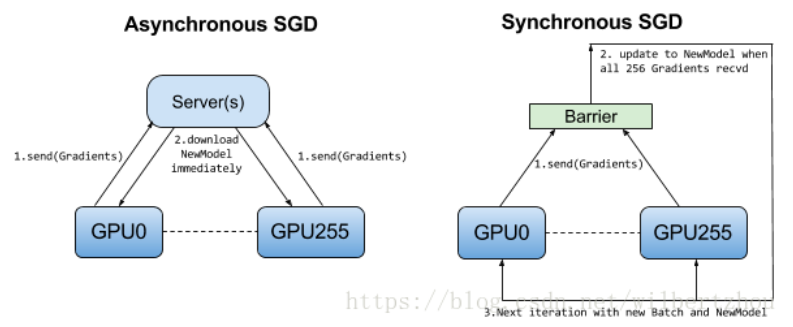 Asynchronous SGD
Server(s)
1.send(Gradients)
2.download
NewModel
immediately
1.send(Gradients)
GPU0
GPU255
Synchronous SGD
2. update to NewModel when
all 256 Gradients recvd
Barrier
1.send(Gradients)
GPU0
GPU255
https://blog.csdn.net/wilbertzhou
3.Next iteration with new Batch and NewModel